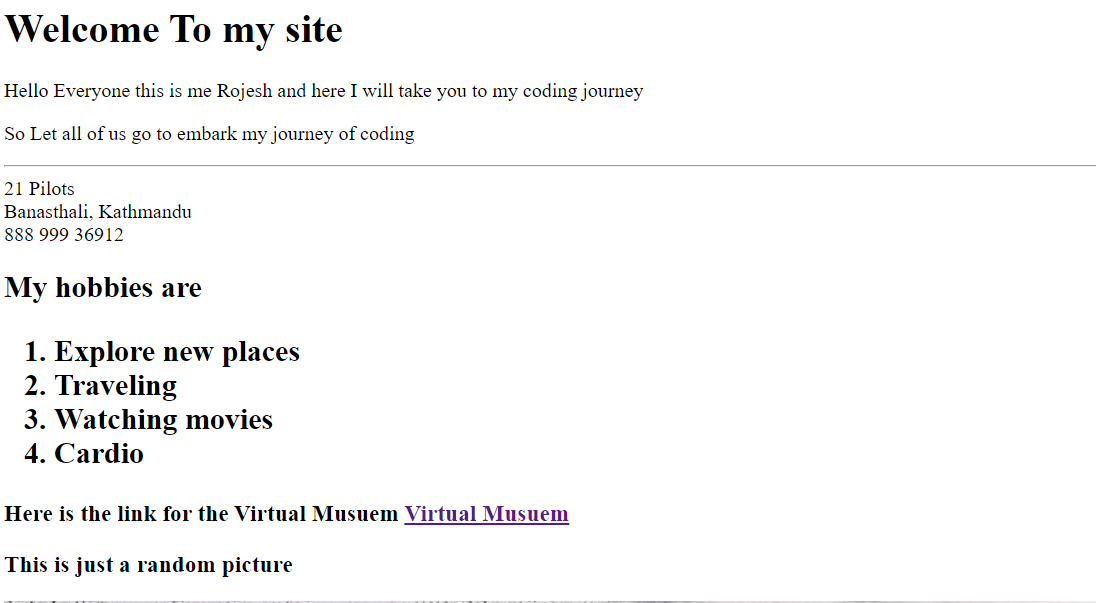 Welcome To my site
Hello Everyone this is me Rojesh and here I will take you to my coding journey
So Let all of us go to embark my journey of coding
21 Pilots
Banasthali, Kathmandu
888 999 36912
My hobbies are
1. Explore new places
2. Traveling
3. Watching movies
4. Cardio
Here is the link for the Virtual Musuem Virtual Musuem
This is just a random picture